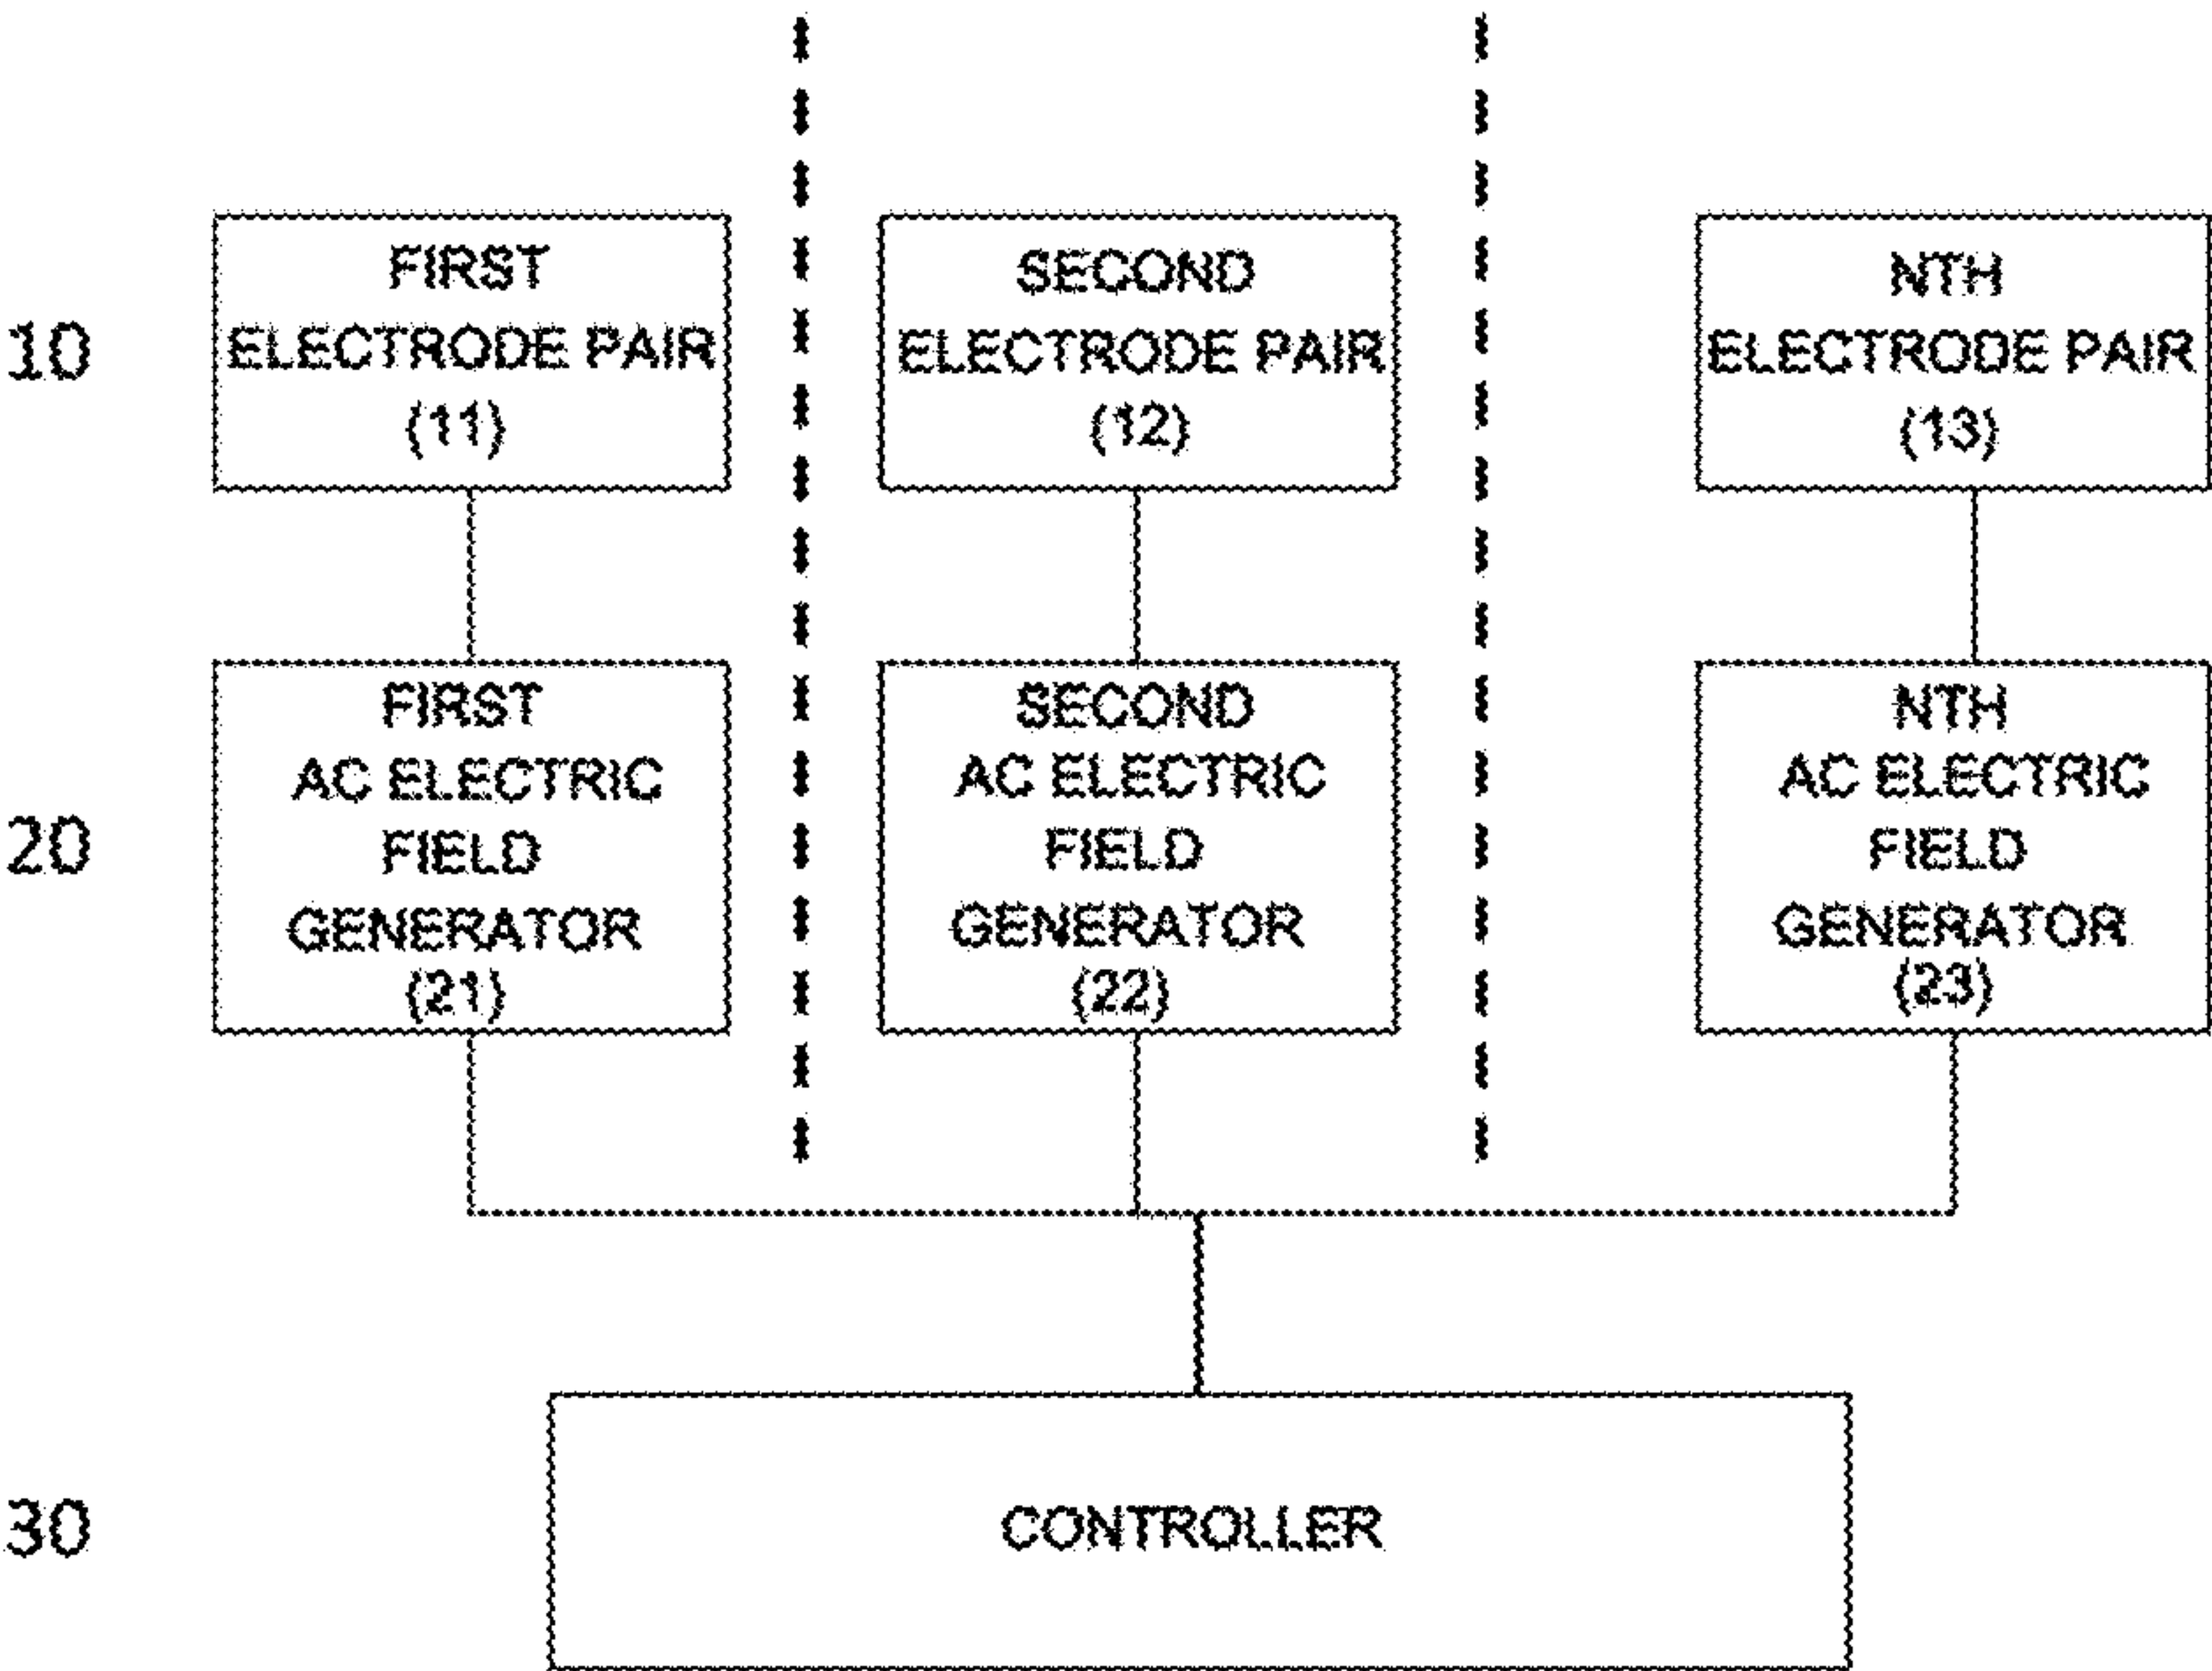 10
FIRST
ELECTRODE PAIR
(11)
SECOND
ELECTRODE PAIR
(12)
NTH
ELECTRODE PAIR
(13)
20
FIRST
AC ELECTRIC
FIELD
GENERATOR
(21)
SECOND
AC ELECTRIC
FIELD
GENERATOR
(22)
NTH
AC ELECTRIC
FIELD
GENERATOR
(23)
30
CONTROLLER